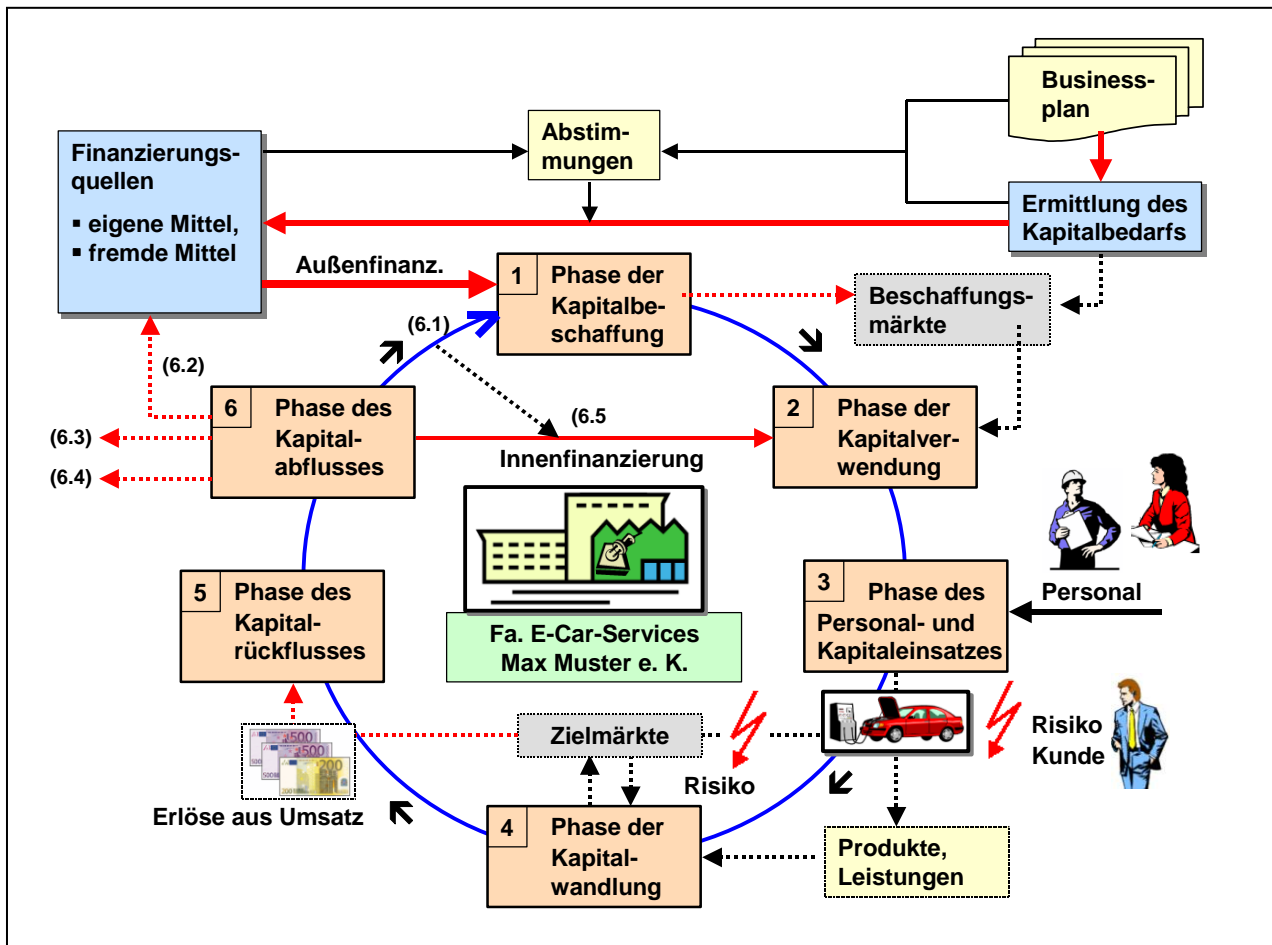 Business-
plan
Abstim-
mungen
Finanzierungs-
quellen
▪ eigene Mittel,
▪ fremde Mittel
Ermittlung des
Kapitalbedarfs
Außenfinanz.
1
Phase der
Kapitalbe-
schaffung
Beschaffungs-
märkte
(6.1)
(6.2)
6
Phase des
Kapital-
abflusses
(6.3)
(6.4)
(6.5
Innenfinanzierung
2
Phase der
Kapitalver-
wendung
5
Phase des
Kapital-
rückflusses
Fa. E-Car-Services
Max Muster e. K.
3
Phase des
Personal- und
Kapitaleinsatzes
Personal
Risiko
Kunde
Zielmärkte
Risiko
500
500
200
Erlöse aus Umsatz
4
Phase der
Kapital-
wandlung
Produkte,
Leistungen